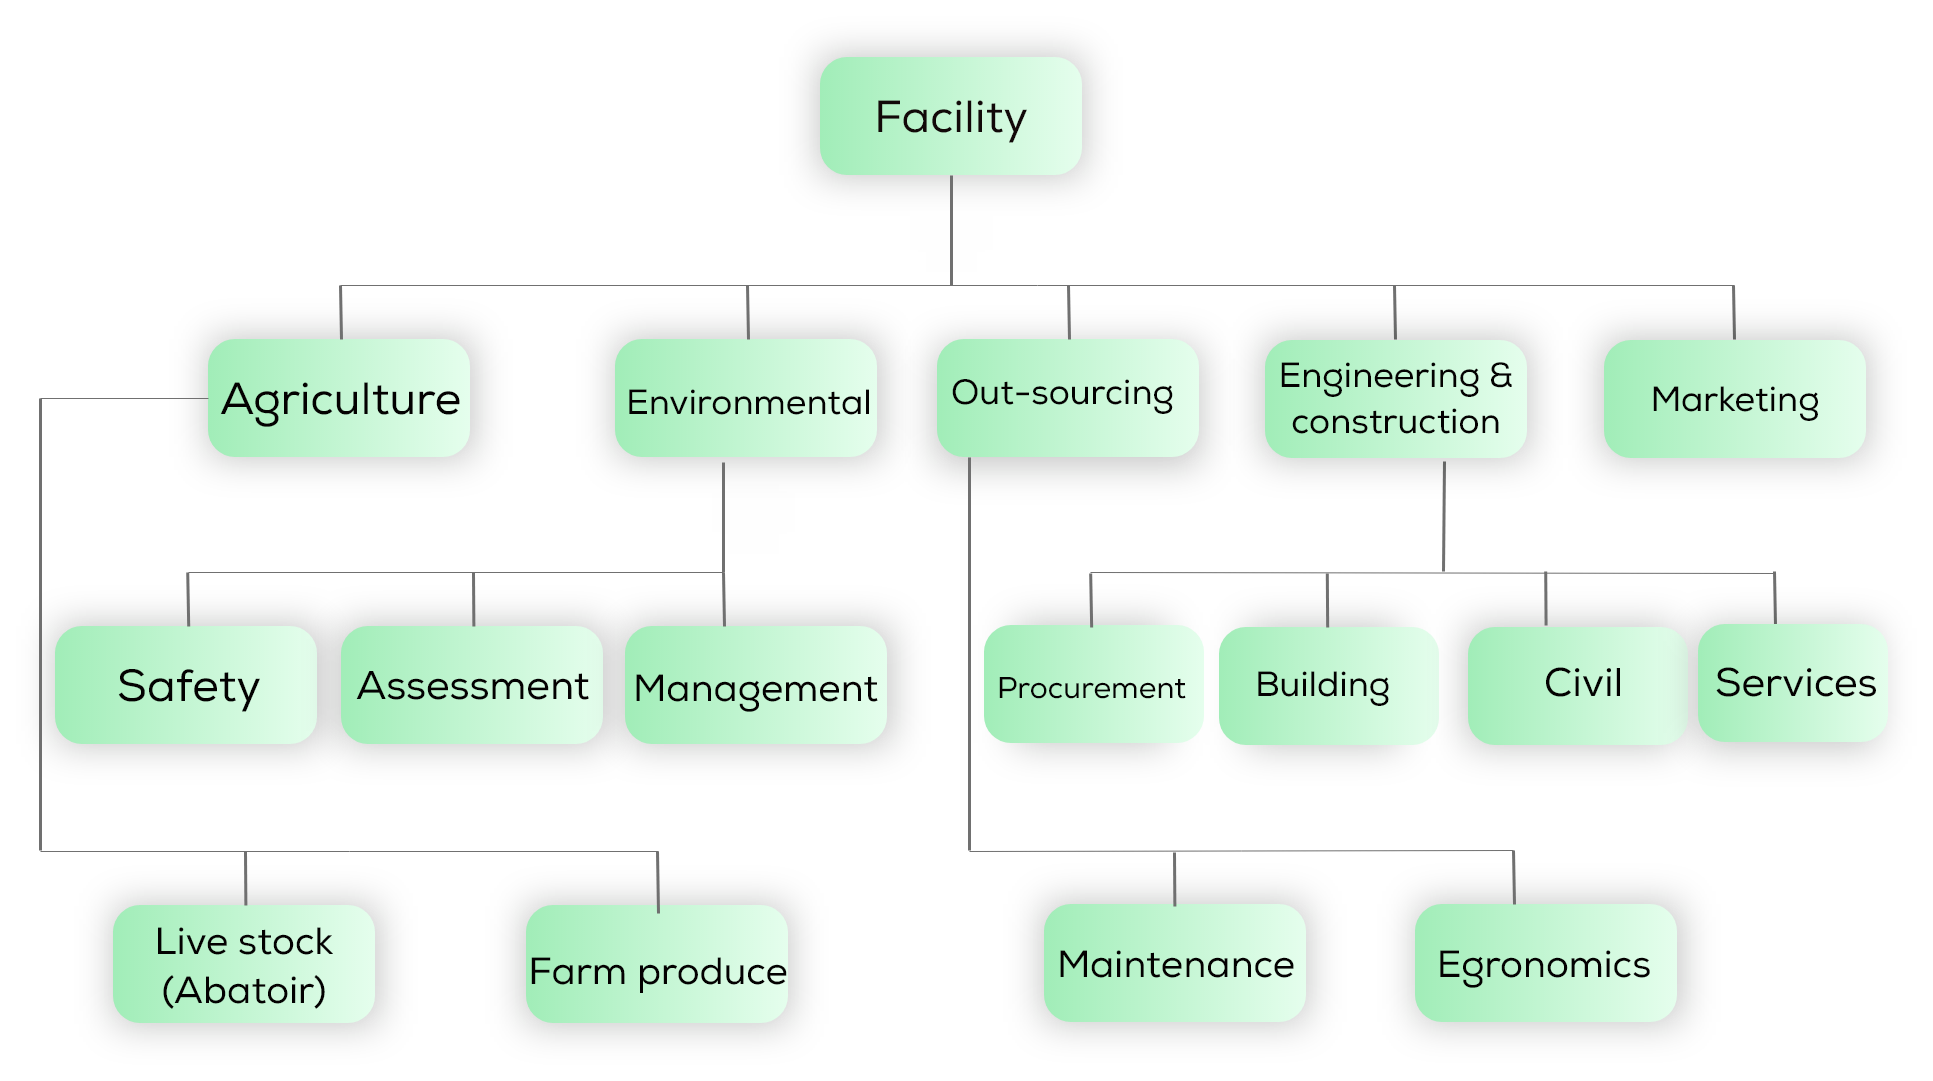 Facility
Agriculture
Environmental
Out-sourcing
Engineering &
construction
Marketing
Safety
Assessment
Management
Procurement
Building
Civil
Services
Live stock
(Abatoir)
Farm produce
Maintenance
Egronomics